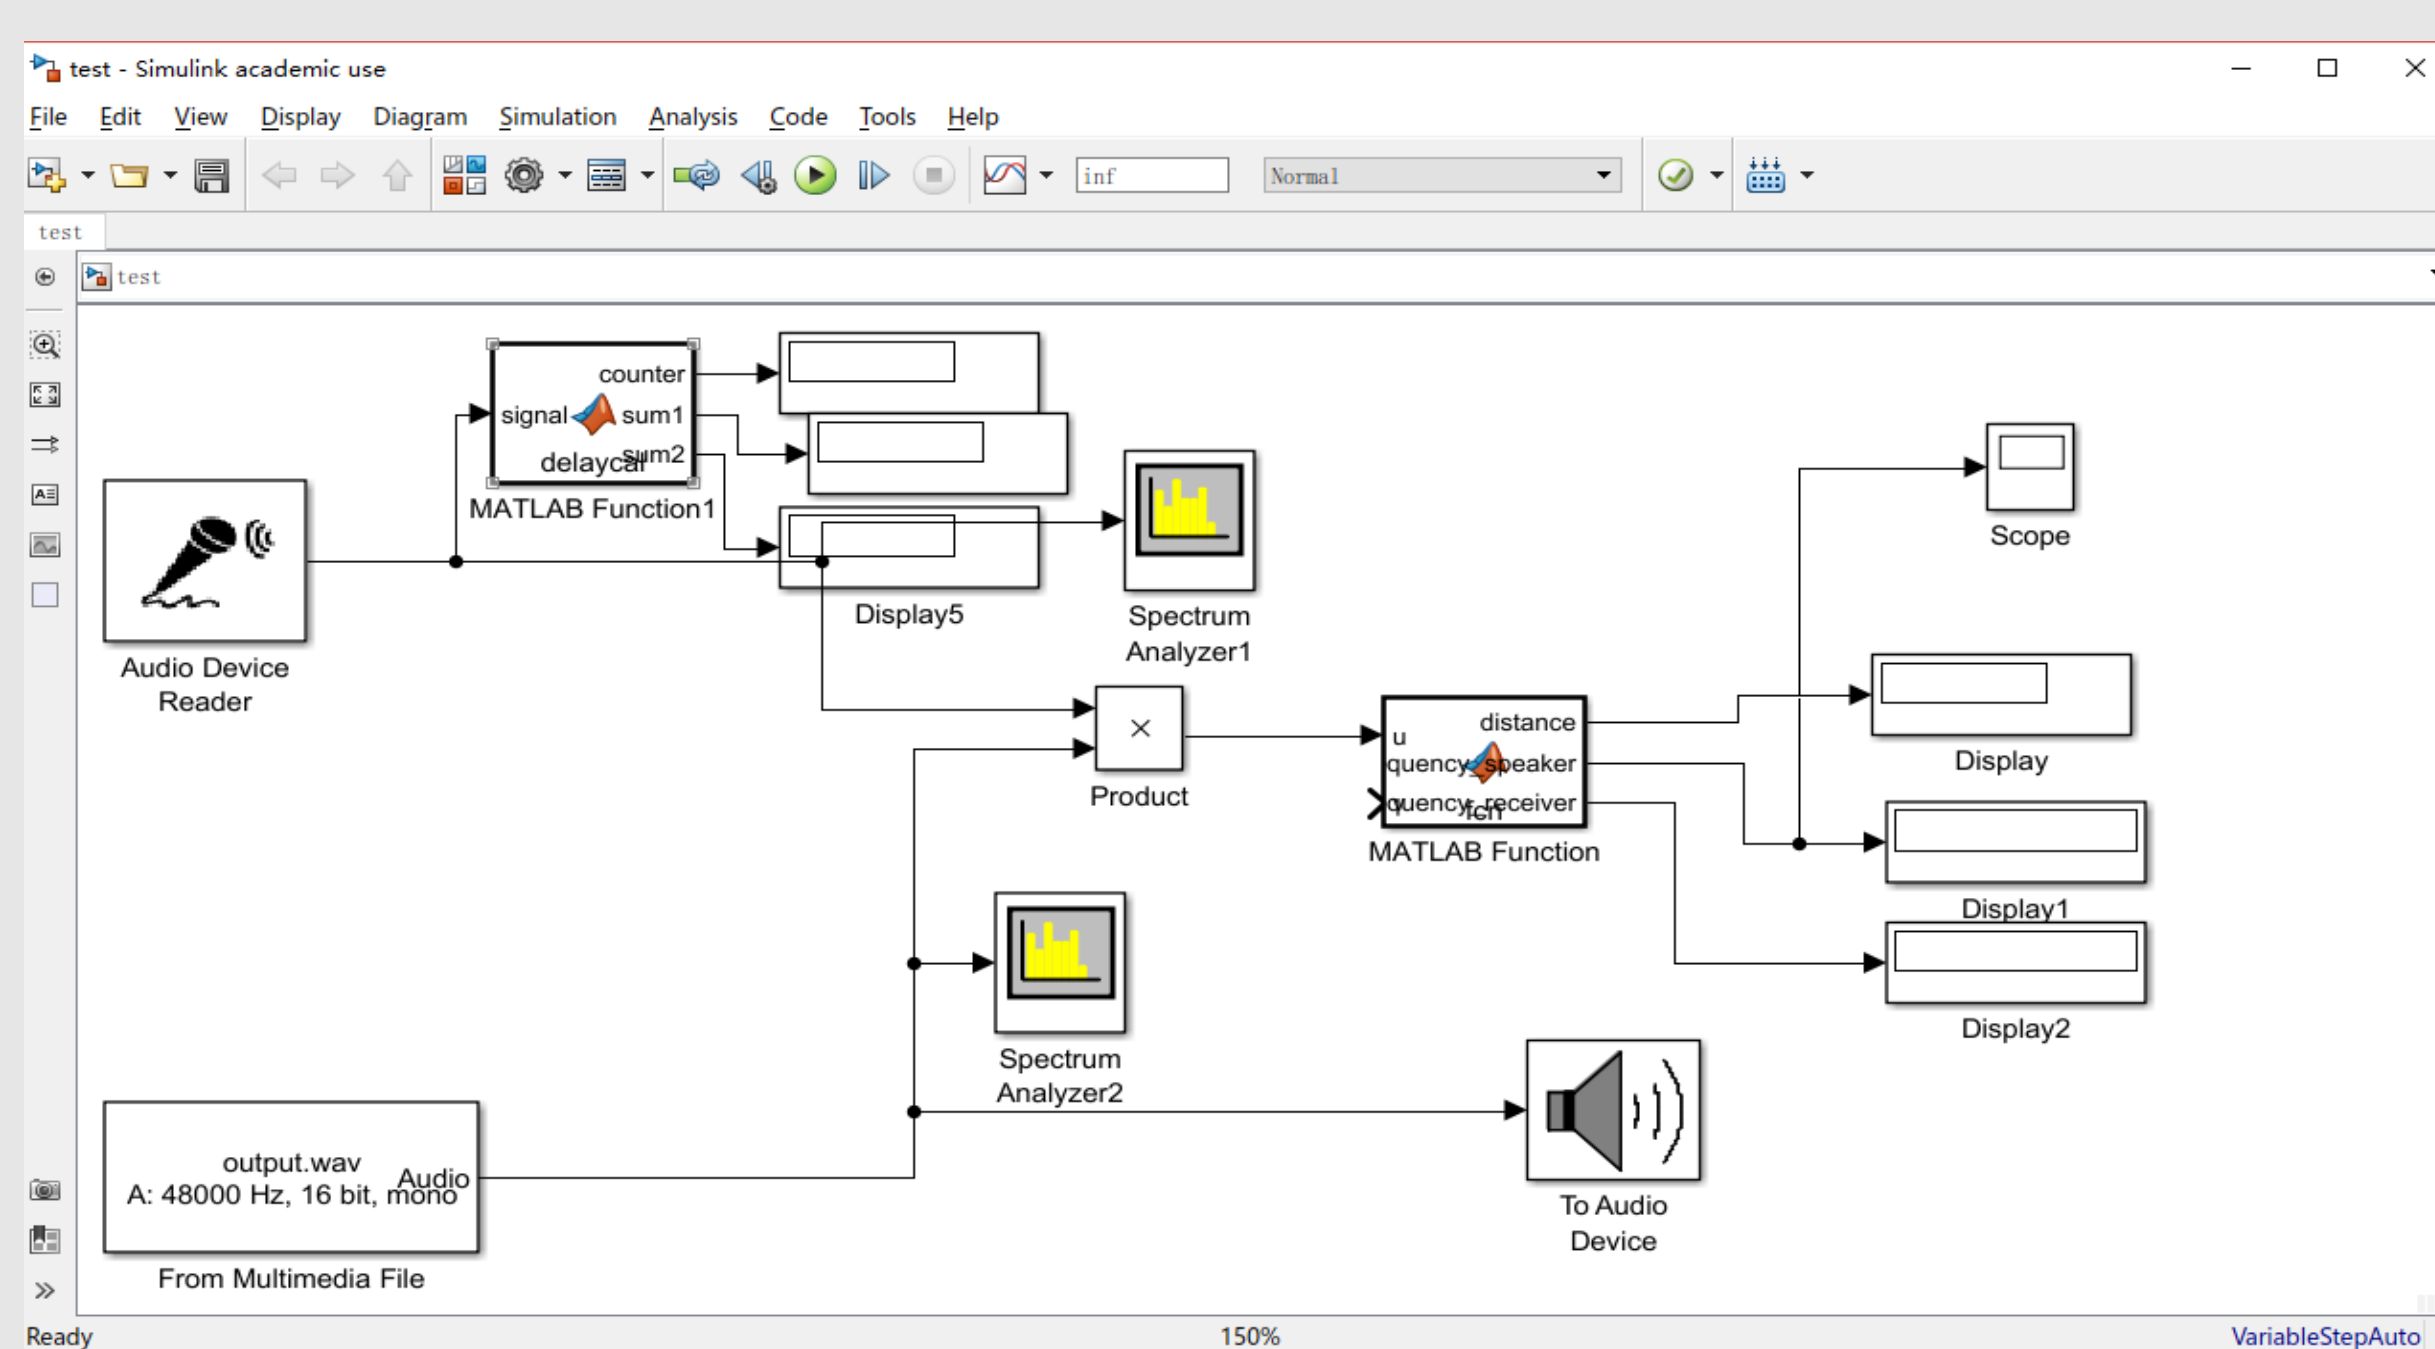 test - Simulink academic use
File Edit View Display Diagram Simulation Analysis Code Tools Help
inf Normal
test
test
counter
signal sum1
sum2
delaycal
MATLAB Function1
Display5
Audio Device
Reader
Spectrum
Analyzer1
Scope
Product
u
distance
quency_speaker
quency_receiver
fcn
MATLAB Function
Display
Display1
Display2
Spectrum
Analyzer2
To Audio
Device
output.wav
Audio
A: 48000 Hz, 16 bit, mono
From Multimedia File
Ready 150% VariableStepAuto